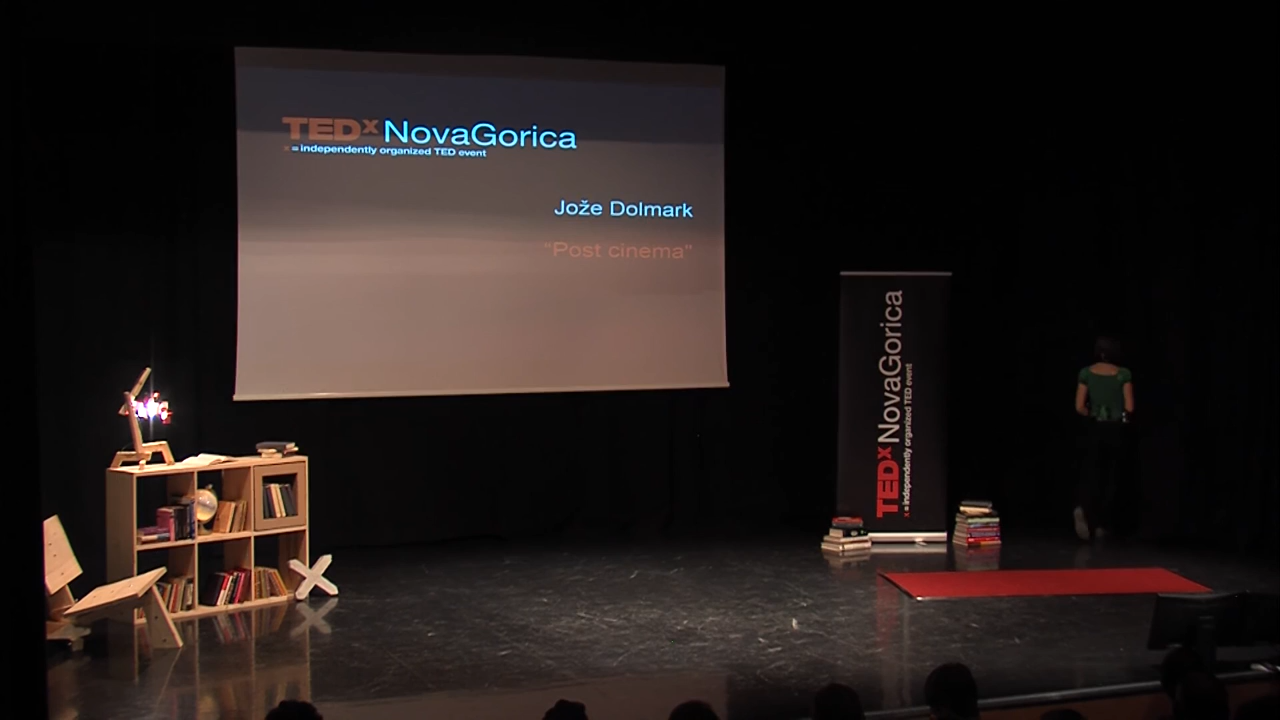 TEDx NovaGorica
x = independently organized TED event
Jože Dolmark
"Post cinema"
TEDx NovaGorica
x = independently organized TED event